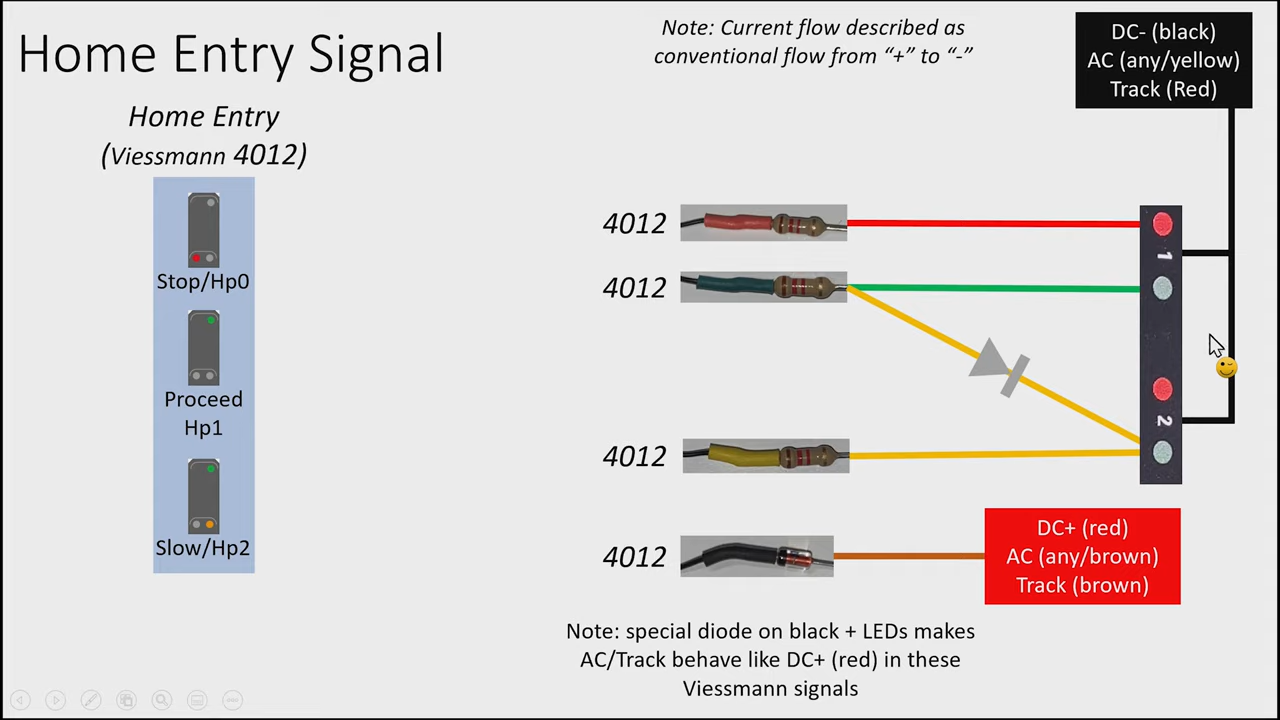 Home Entry Signal
Note: Current flow described as
conventional flow from “+” to “-”
DC- (black)
AC (any/yellow)
Track (Red)
Home Entry
(Viessmann 4012)
Stop/Hp0
Proceed
Hp1
Slow/Hp2
4012
4012
4012
4012
1
2
DC+ (red)
AC (any/brown)
Track (brown)
Note: special diode on black + LEDs makes
AC/Track behave like DC+ (red) in these
Viessmann signals